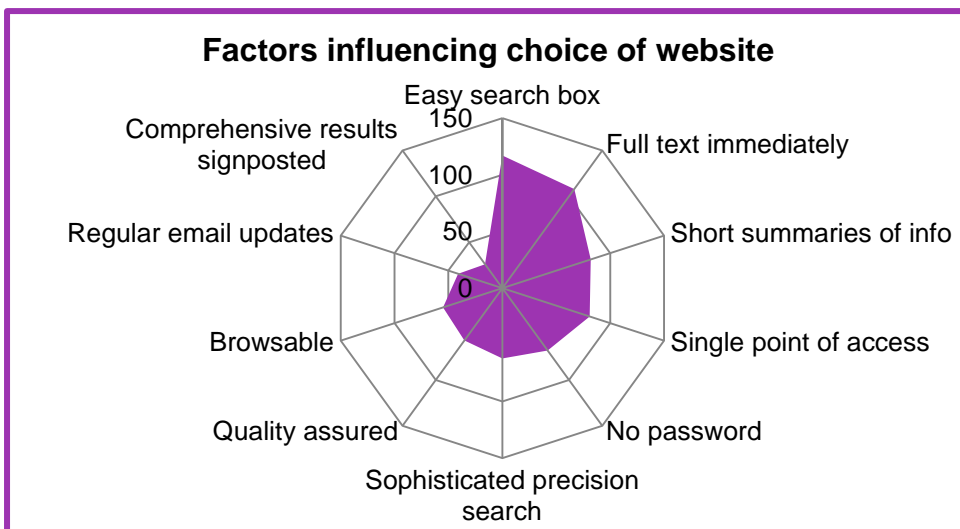 Factors influencing choice of website
Easy search box
150
100
50
0
Full text immediately
Short summaries of info
Single point of access
No password
Sophisticated precision
search
Quality assured
Browsable
Regular email updates
Comprehensive results
signposted